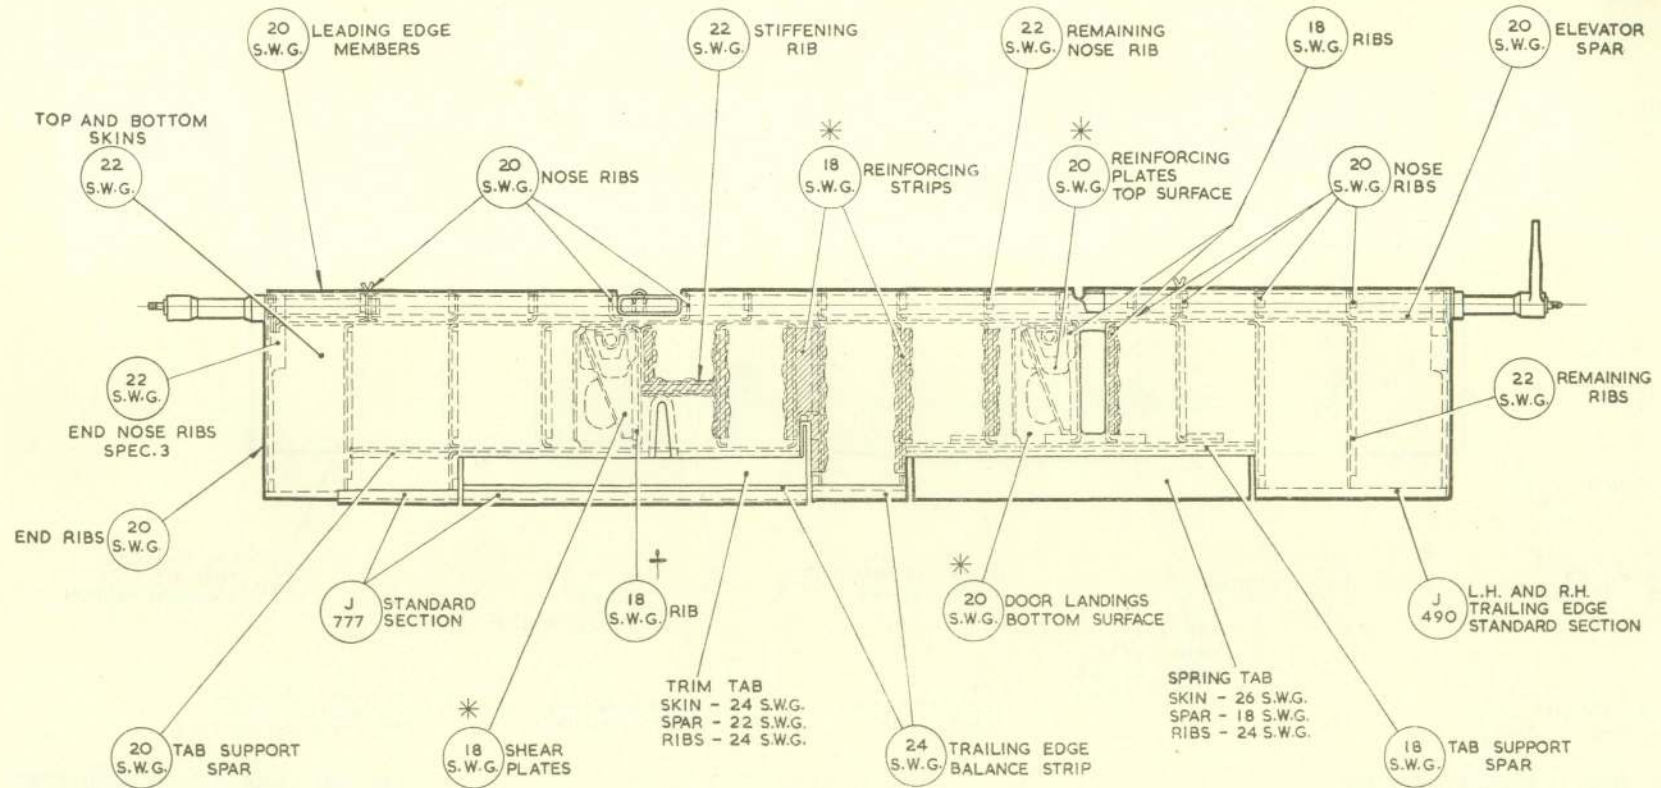 20 S.W.G. LEADING EDGE MEMBERS
22 S.W.G. STIFFENING RIB
22 S.W.G. REMAINING NOSE RIB
18 S.W.G. RIBS
20 S.W.G. ELEVATOR SPAR
TOP AND BOTTOM SKINS
22 S.W.G.
20 S.W.G. NOSE RIBS
*
18 S.W.G. REINFORCING STRIPS
*
20 S.W.G. REINFORCING PLATES TOP SURFACE
20 S.W.G. NOSE RIBS
22 S.W.G.
END NOSE RIBS
SPEC. 3
22 S.W.G. REMAINING RIBS
END RIBS 20 S.W.G.
J 777 STANDARD SECTION
†
18 S.W.G. RIB
*
20 S.W.G. DOOR LANDINGS BOTTOM SURFACE
J 490 L.H. AND R.H. TRAILING EDGE STANDARD SECTION
TRIM TAB
SKIN - 24 S.W.G.
SPAR - 22 S.W.G.
RIBS - 24 S.W.G.
SPRING TAB
SKIN - 26 S.W.G.
SPAR - 18 S.W.G.
RIBS - 24 S.W.G.
20 S.W.G. TAB SUPPORT SPAR
*
18 S.W.G. SHEAR PLATES
24 S.W.G. TRAILING EDGE BALANCE STRIP
18 S.W.G. TAB SUPPORT SPAR